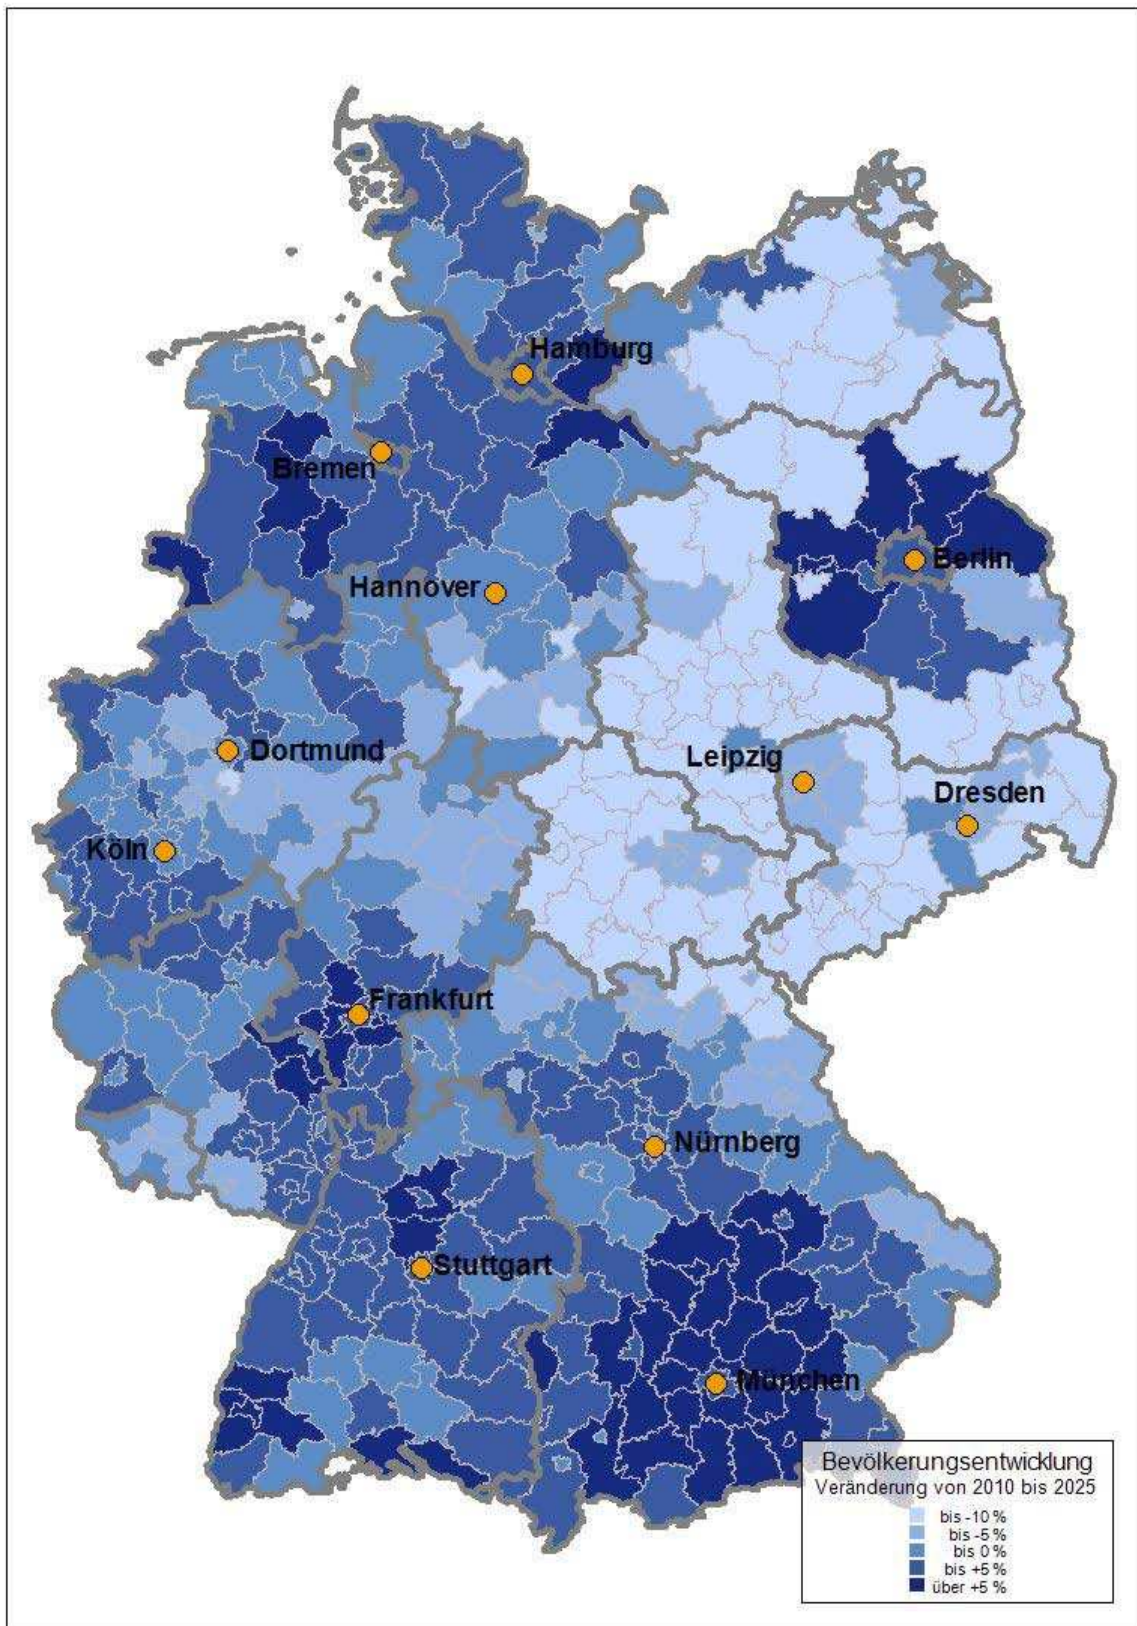 Hamburg
Bremen
Berlin
Hannover
Dortmund
Leipzig
Dresden
Köln
Frankfurt
Nürnberg
Stuttgart
München
Bevölkerungsentwicklung
Veränderung von 2010 bis 2025
bis -10 %
bis -5 %
bis 0 %
bis +5 %
über +5 %